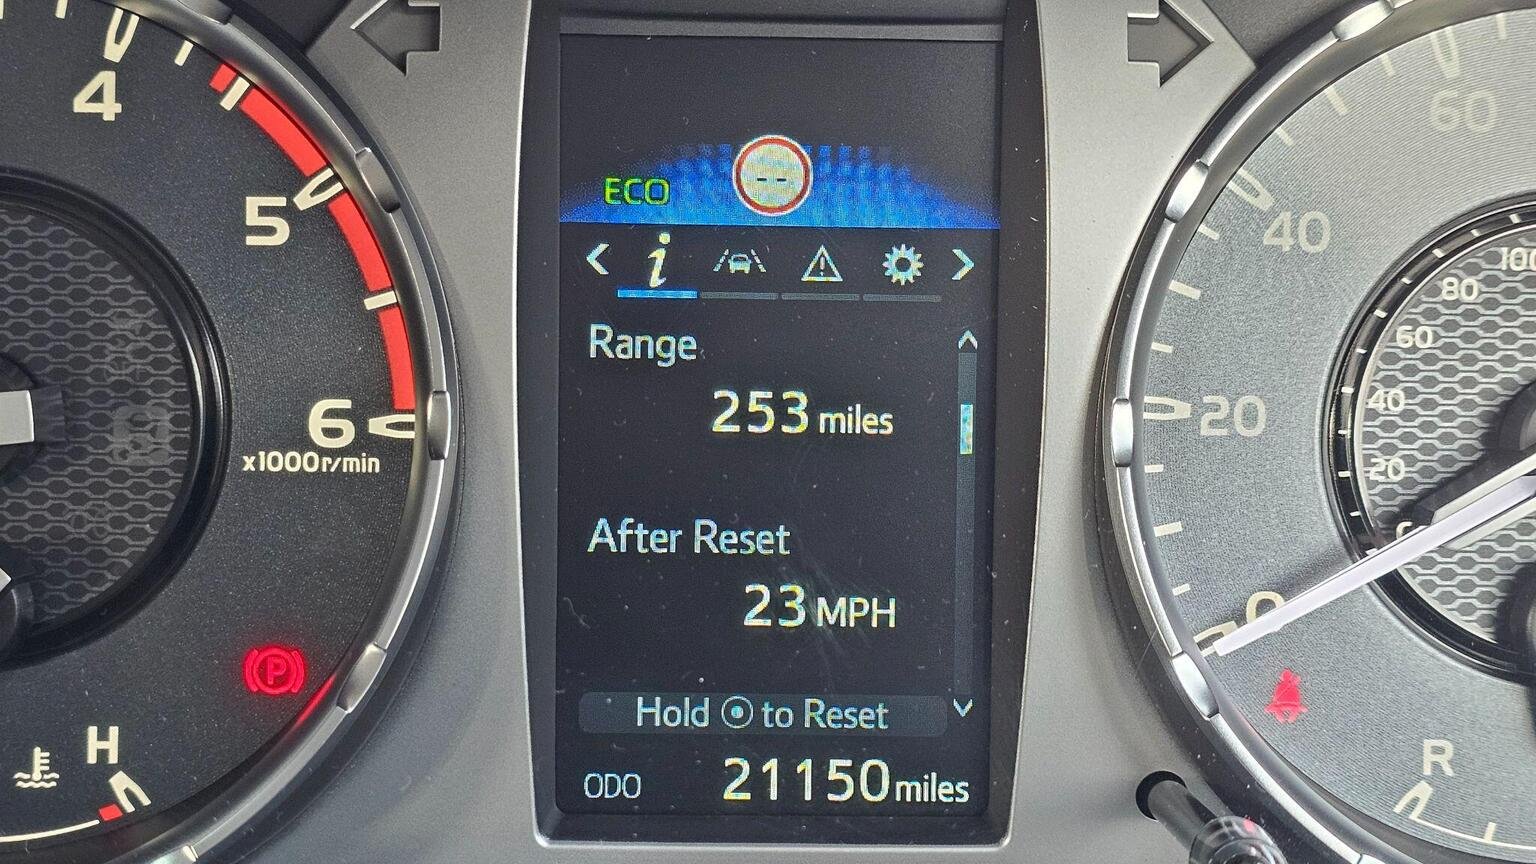 4
5
6
x1000r/min
P
H
ECO
--
i
Range
253 miles
After Reset
23 MPH
Hold to Reset
ODO 21150 miles
60
40
20
0
100
80
60
40
20
R